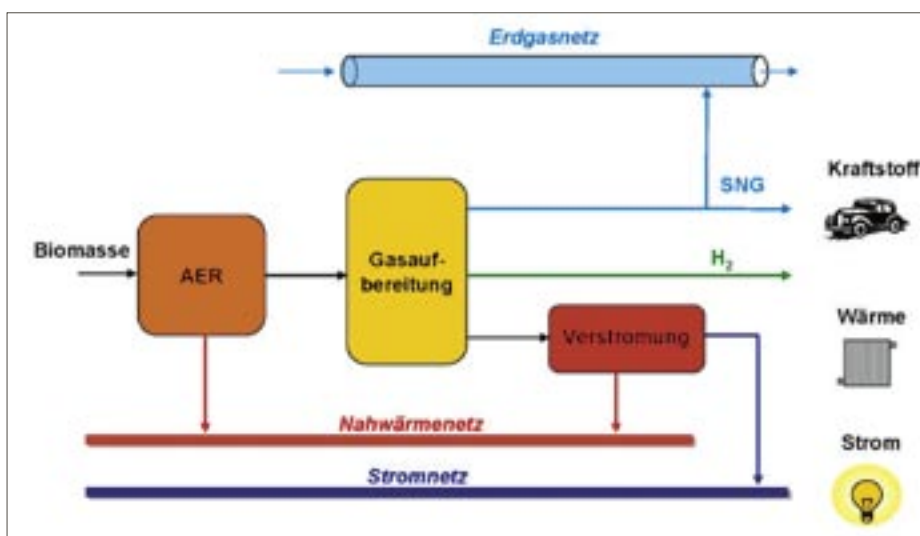 Erdgasnetz
Kraftstoff
SNG
Biomasse
AER
Gasauf-
bereitung
H₂
Wärme
Verstromung
Nahwärmenetz
Strom
Stromnetz